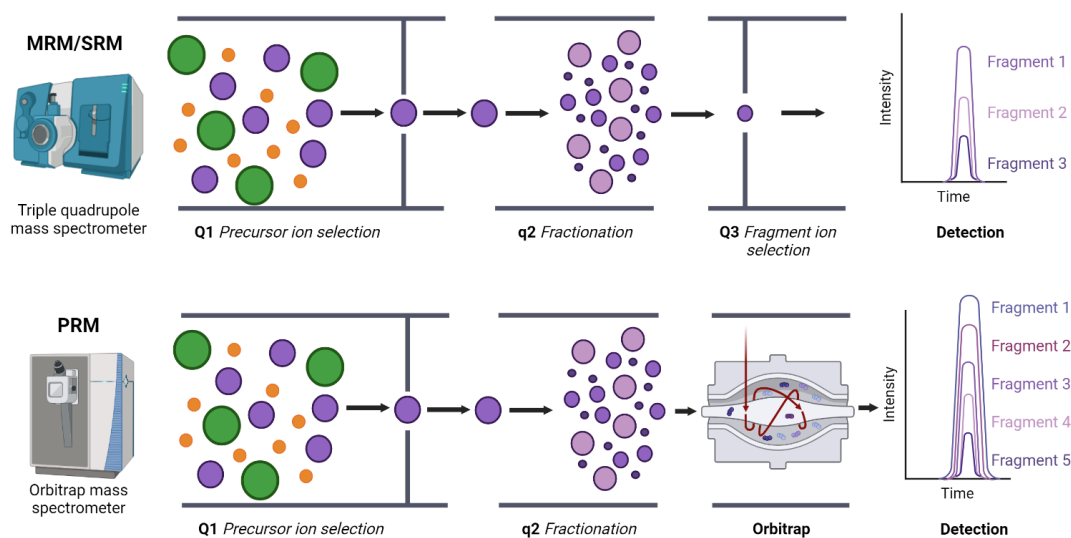 MRM/SRM
Triple quadrupole
mass spectrometer
Q1 Precursor ion selection
q2 Fractionation
Q3 Fragment ion
selection
Intensity
Fragment 1
Fragment 2
Fragment 3
Time
Detection
PRM
Orbitrap mass
spectrometer
Q1 Precursor ion selection
q2 Fractionation
Orbitrap
Intensity
Fragment 1
Fragment 2
Fragment 3
Fragment 4
Fragment 5
Time
Detection